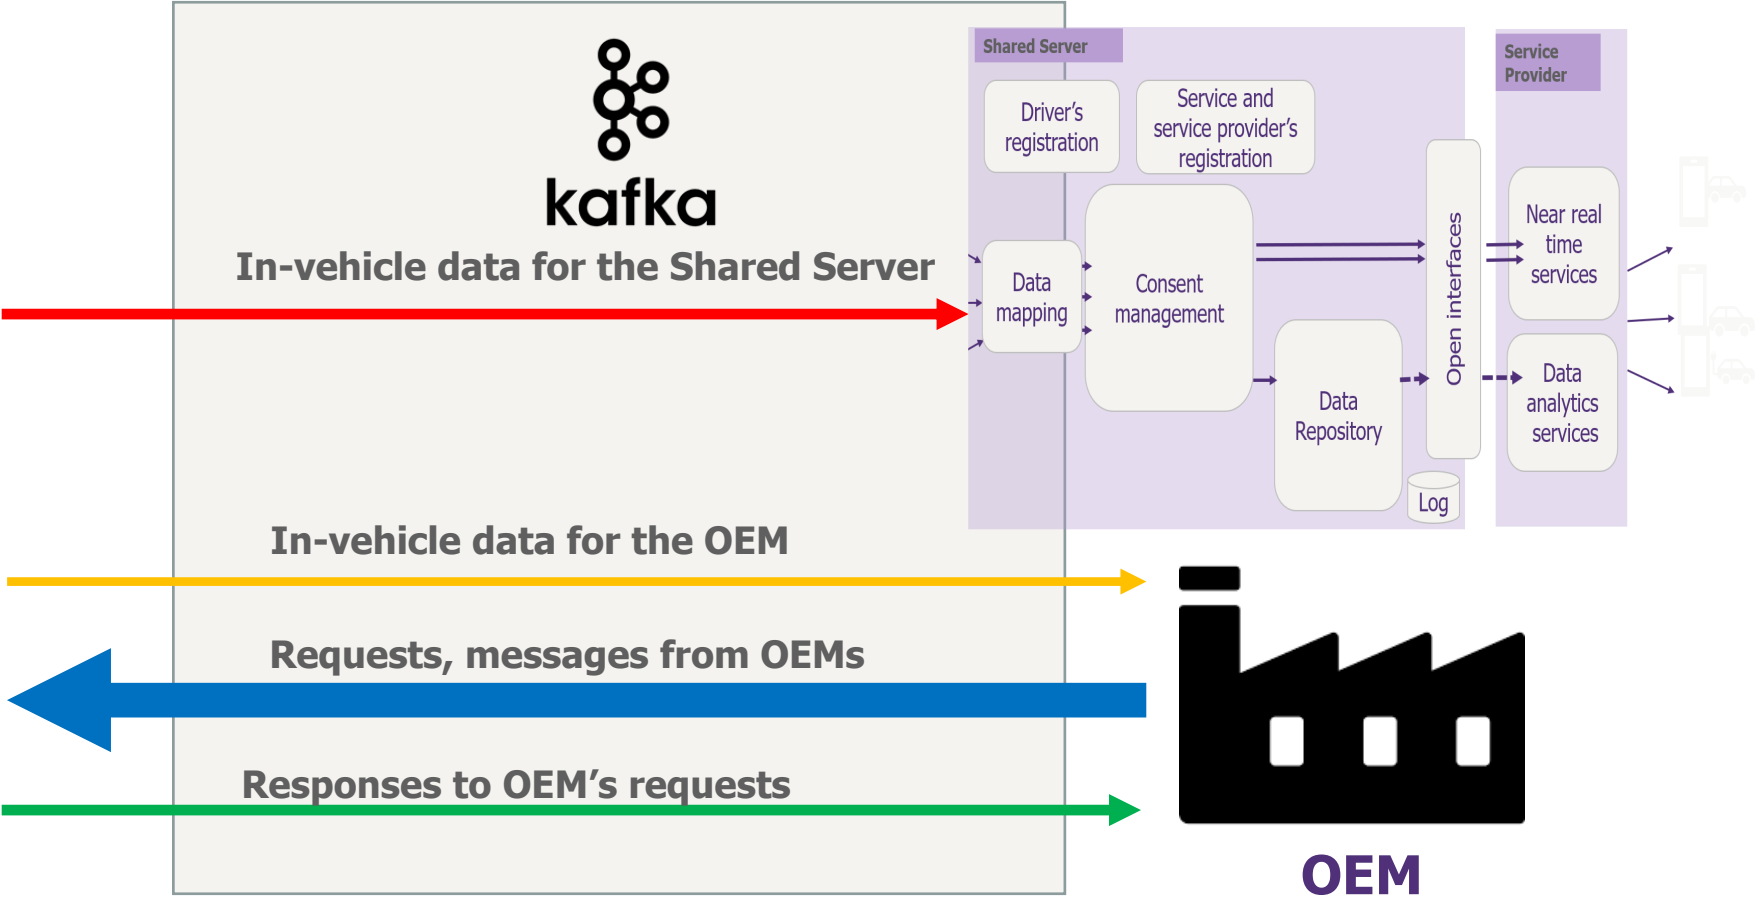 kafka
In-vehicle data for the Shared Server
Shared Server
Driver's
registration
Service and
service provider's
registration
Data
mapping
Consent
management
Data
Repository
Open interfaces
Log
Service
Provider
Near real
time
services
Data
analytics
services
In-vehicle data for the OEM
Requests, messages from OEMs
Responses to OEM's requests
OEM